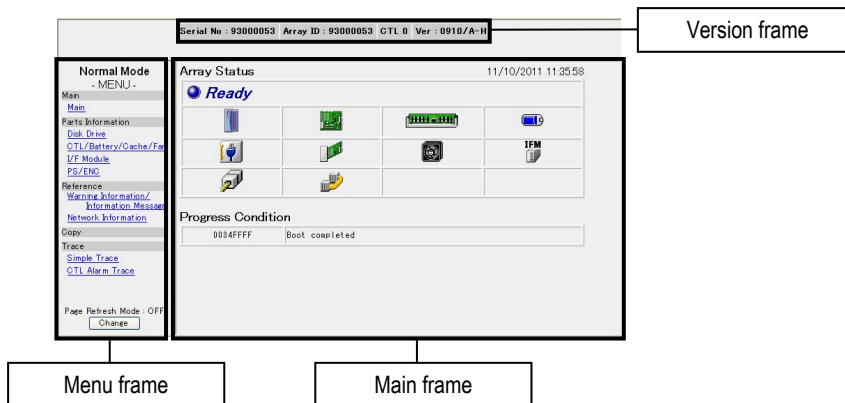 Serial No : 93000053 Array ID : 93000053 CTL 0 Ver : 0910/A-H
Version frame
Normal Mode
- MENU -
Main
Main
Parts Information
Disk Drive
CTL/Battery/Cache/Fan
I/F Module
PS/ENC
Reference
Warning Information/
Information Message
Network Information
Copy
Trace
Simple Trace
CTL Alarm Trace
Page Refresh Mode : OFF
Change
Array Status
11/10/2011 11:35:58
Ready
IFM
Progress Condition
0034FFFF Boot completed
Menu frame
Main frame